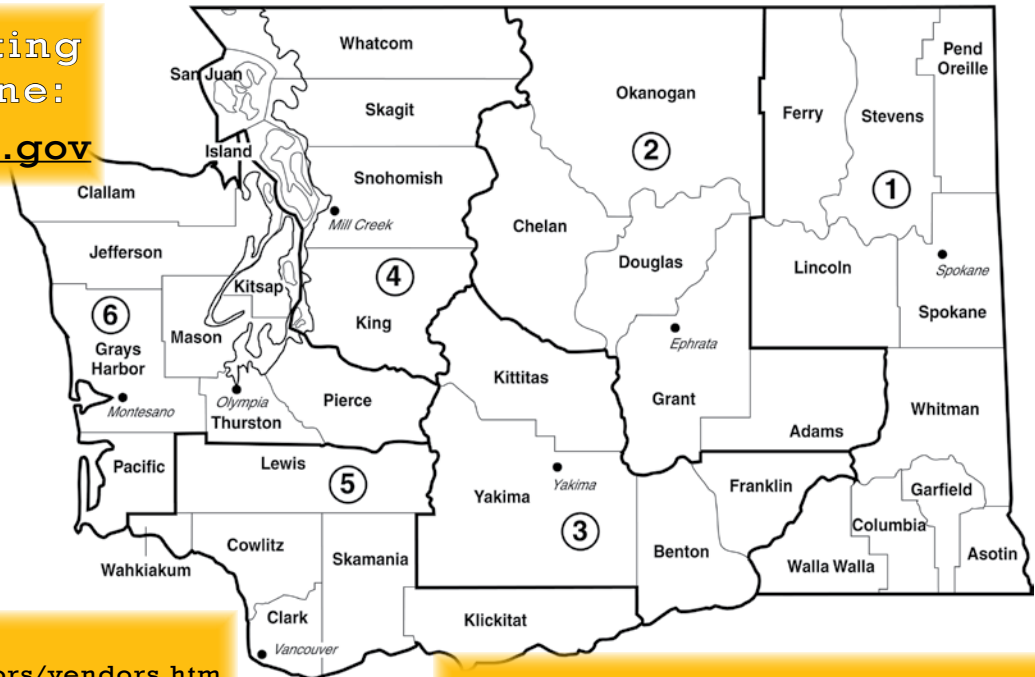 ting
ne:
.gov
Whatcom
San Juan
Skagit
Island
Snohomish
Mill Creek
Clallam
Jefferson
Kitsap
4
King
6
Grays
Harbor
Mason
Montesano
Olympia
Thurston
Pierce
Pacific
Lewis
5
Wahkiakum
Cowlitz
Skamania
Clark
Vancouver
Okanogan
2
Chelan
Douglas
Ephrata
Grant
Adams
Kittitas
Yakima
Yakima
3
Benton
Klickitat
Franklin
Ferry
Stevens
Pend
Oreille
1
Lincoln
Spokane
Spokane
Whitman
Garfield
Columbia
Walla Walla
Asotin
ors/vendors.htm